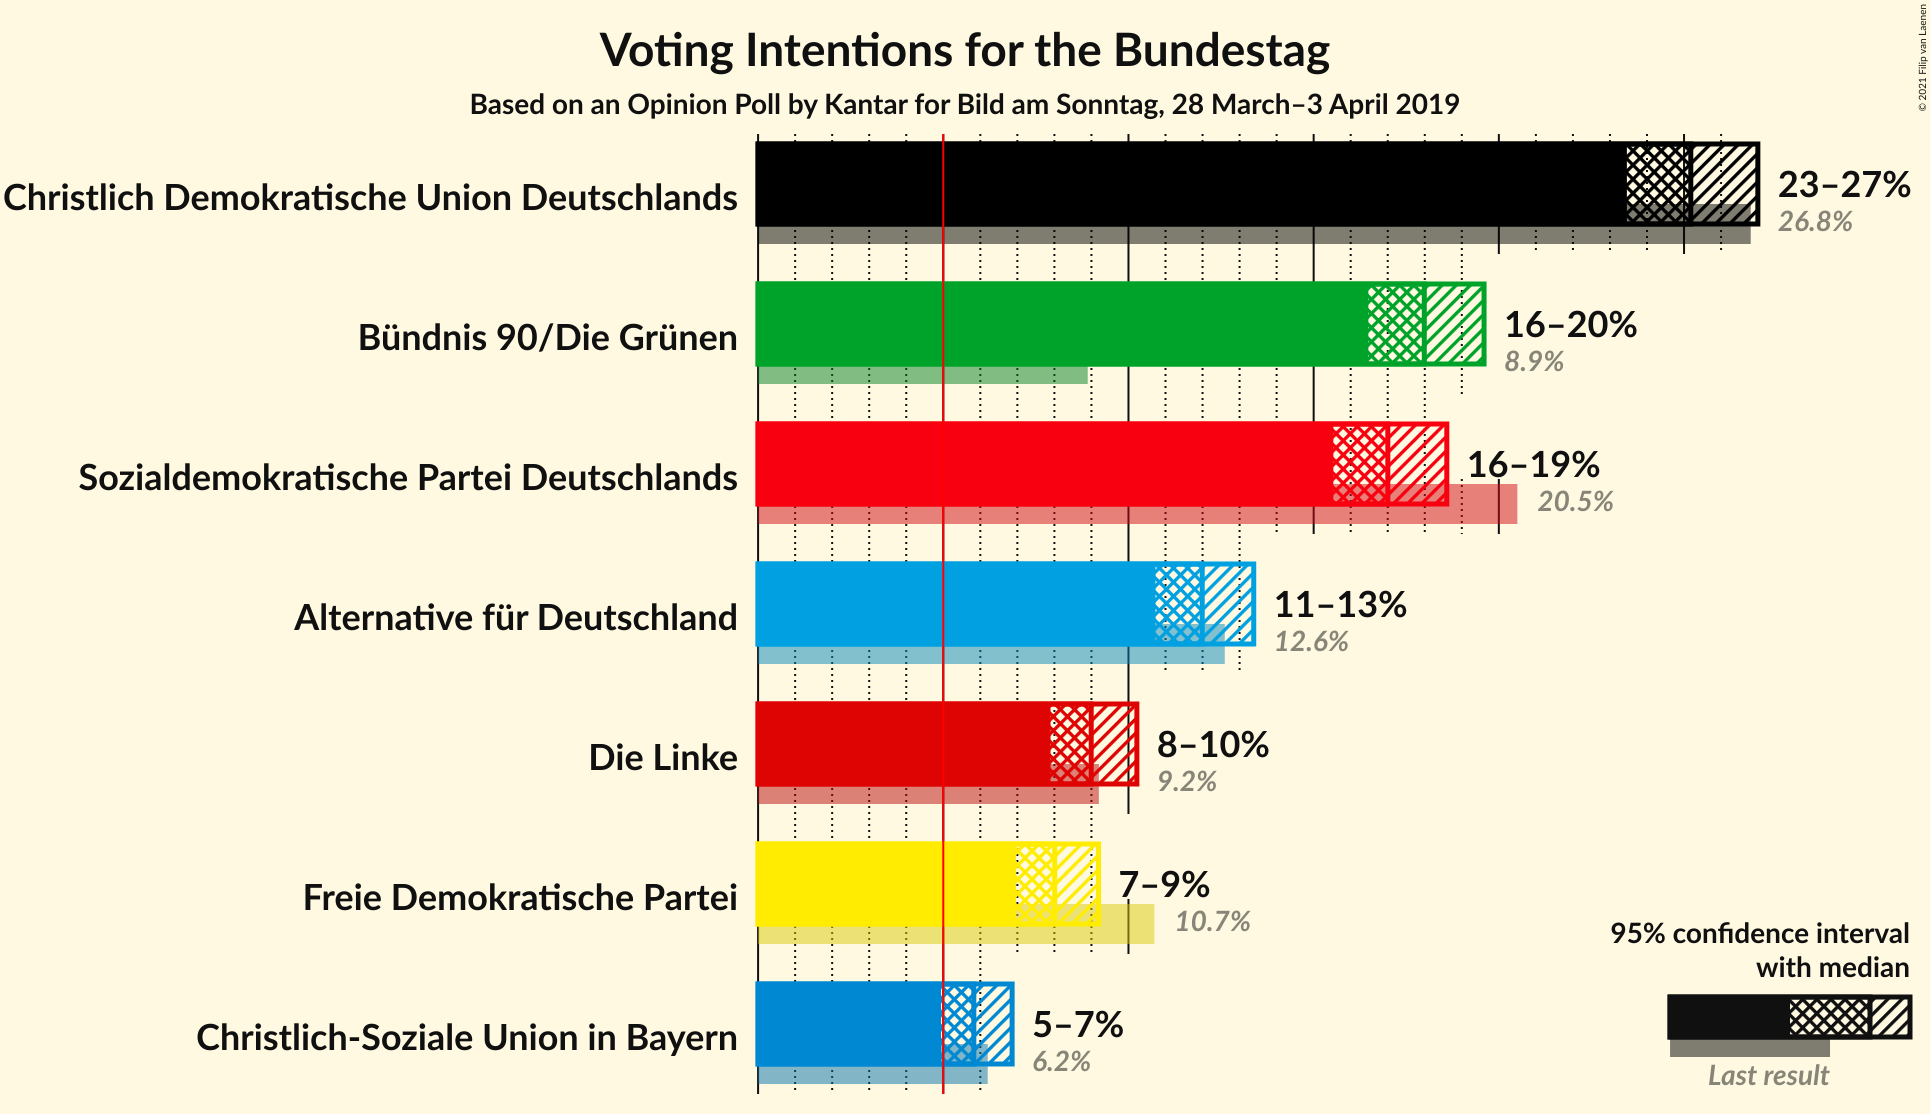 Voting Intentions for the Bundestag
Based on an Opinion Poll by Kantar for Bild am Sonntag, 28 March–3 April 2019
© 2021 Filip van Laenen
Christlich Demokratische Union Deutschlands
23–27%
26.8%
Bündnis 90/Die Grünen
16–20%
8.9%
Sozialdemokratische Partei Deutschlands
16–19%
20.5%
Alternative für Deutschland
11–13%
12.6%
Die Linke
8–10%
9.2%
Freie Demokratische Partei
7–9%
10.7%
Christlich-Soziale Union in Bayern
5–7%
6.2%
95% confidence interval
with median
Last result